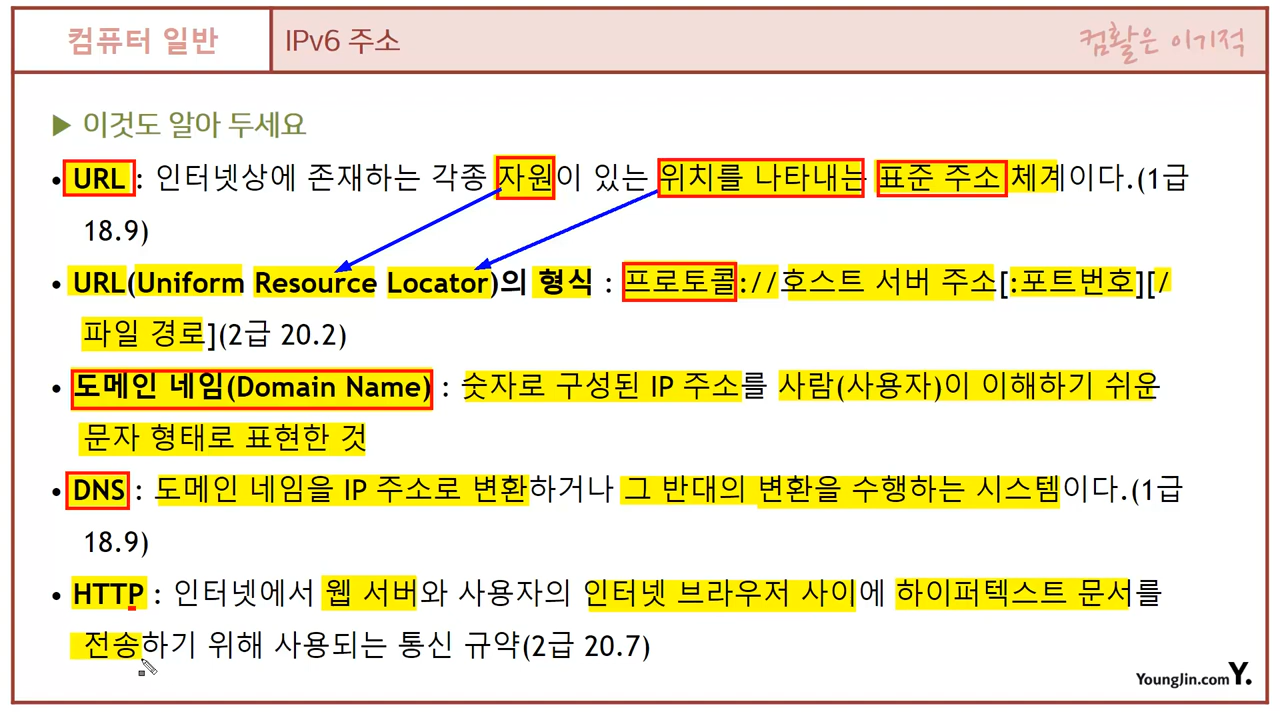 컴퓨터 일반
IPv6 주소
컴활은 이기적
▶ 이것도 알아 두세요
• URL : 인터넷상에 존재하는 각종 자원이 있는 위치를 나타내는 표준 주소 체계이다.(1급
18.9)
• URL(Uniform Resource Locator)의 형식 : 프로토콜://호스트 서버 주소[:포트번호][/
파일 경로](2급 20.2)
• 도메인 네임(Domain Name) : 숫자로 구성된 IP 주소를 사람(사용자)이 이해하기 쉬운
문자 형태로 표현한 것
• DNS : 도메인 네임을 IP 주소로 변환하거나 그 반대의 변환을 수행하는 시스템이다.(1급
18.9)
• HTTP : 인터넷에서 웹 서버와 사용자의 인터넷 브라우저 사이에 하이퍼텍스트 문서를
전송하기 위해 사용되는 통신 규약(2급 20.7)
YoungJin.com Y.